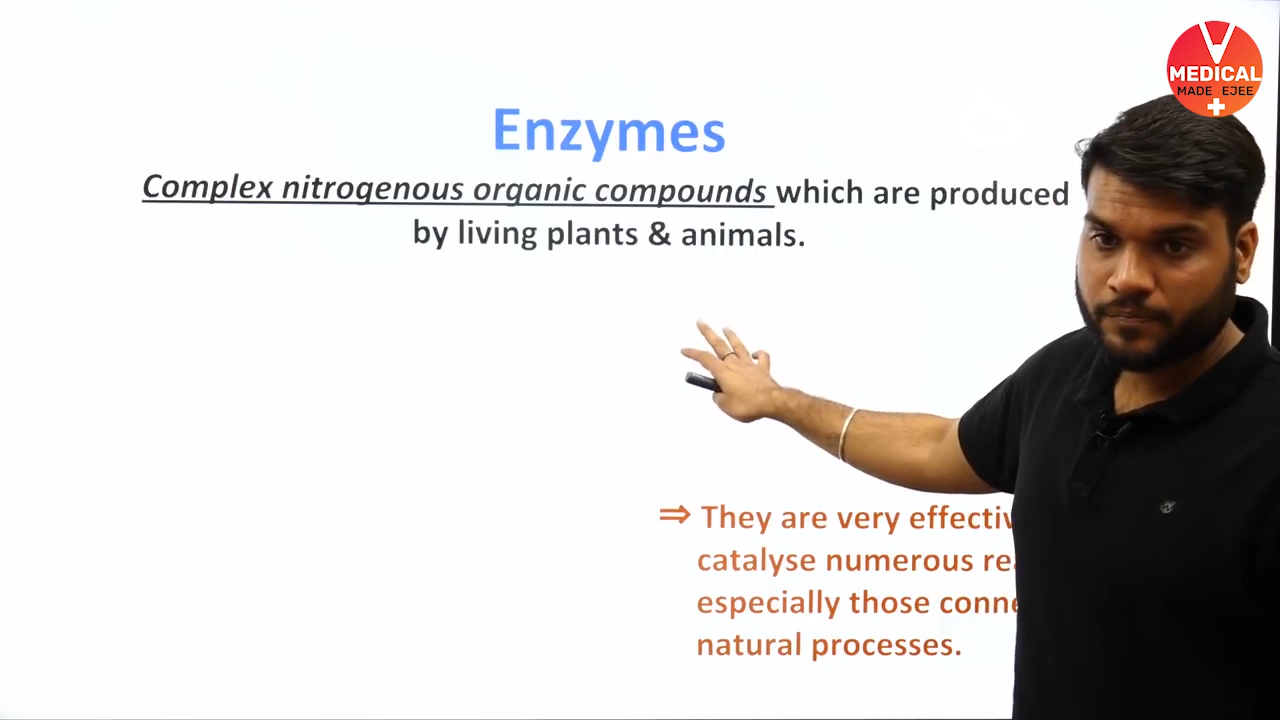 MEDICAL
MADE EJEE
Enzymes
Complex nitrogenous organic compounds which are produced
by living plants & animals.
⇒ They are very effectiv
catalyse numerous re
especially those conne
natural processes.